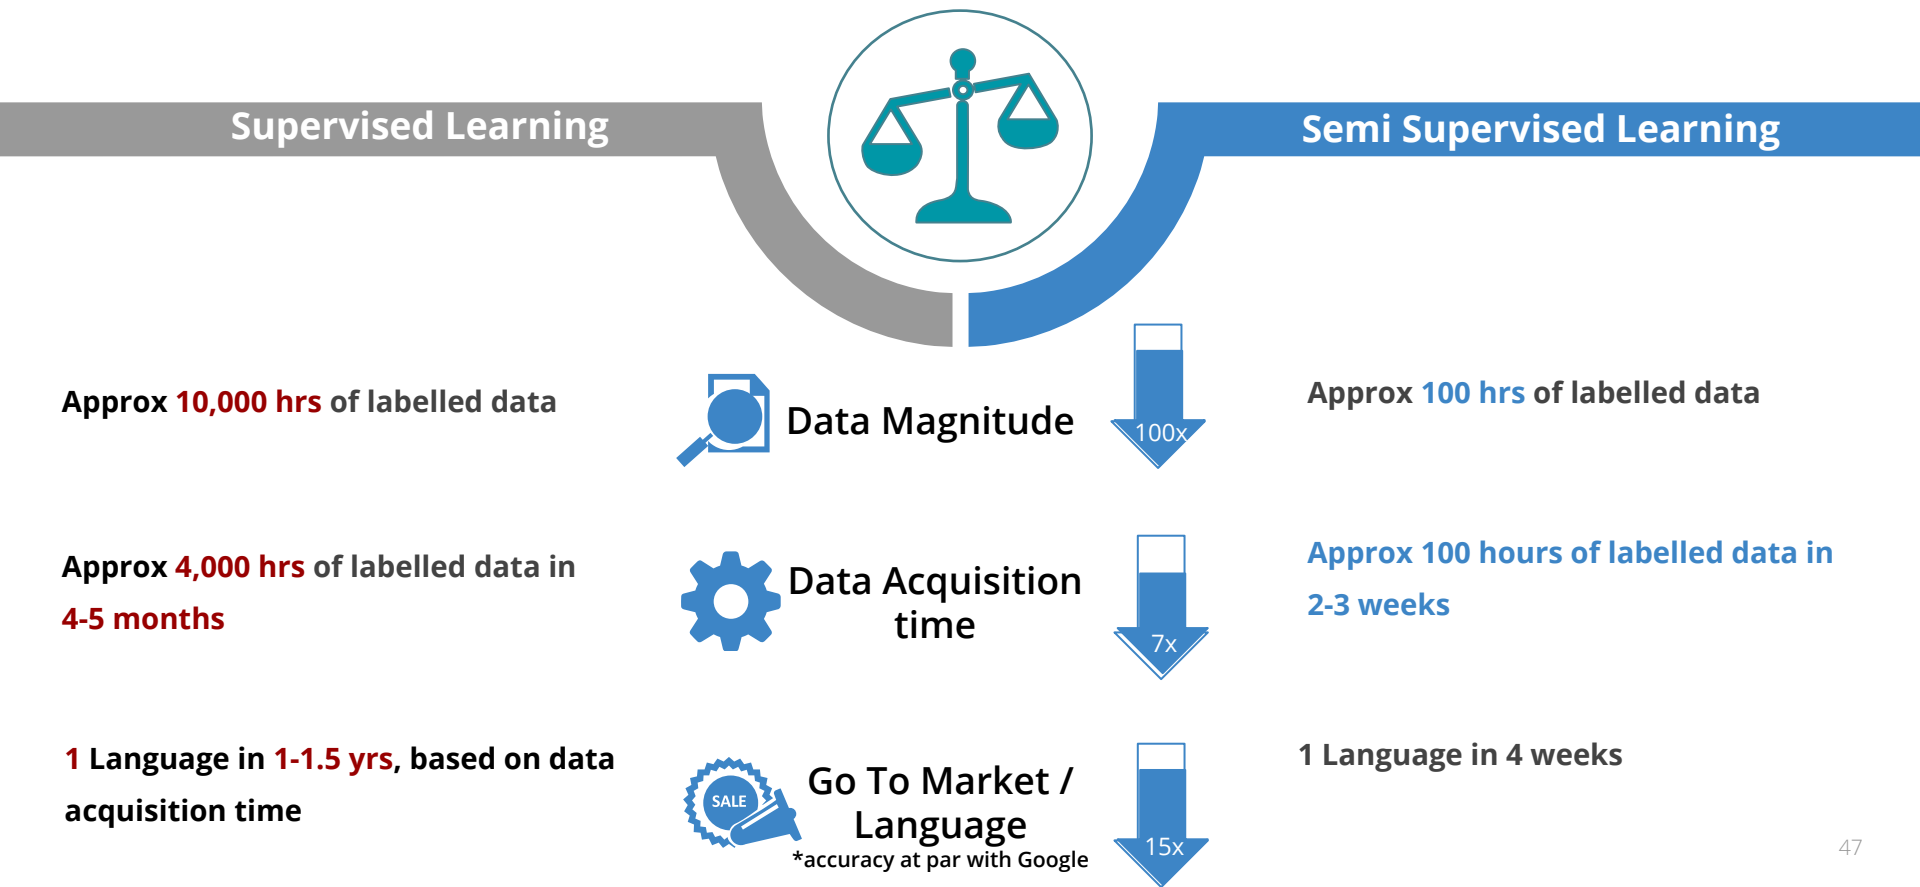 Supervised Learning
Semi Supervised Learning
Approx 10,000 hrs of labelled data
Data Magnitude
100x
Approx 100 hrs of labelled data
Approx 4,000 hrs of labelled data in
4-5 months
Data Acquisition
time
7x
Approx 100 hours of labelled data in
2-3 weeks
1 Language in 1-1.5 yrs, based on data
acquisition time
SALE
Go To Market /
Language
*accuracy at par with Google
15x
1 Language in 4 weeks
47